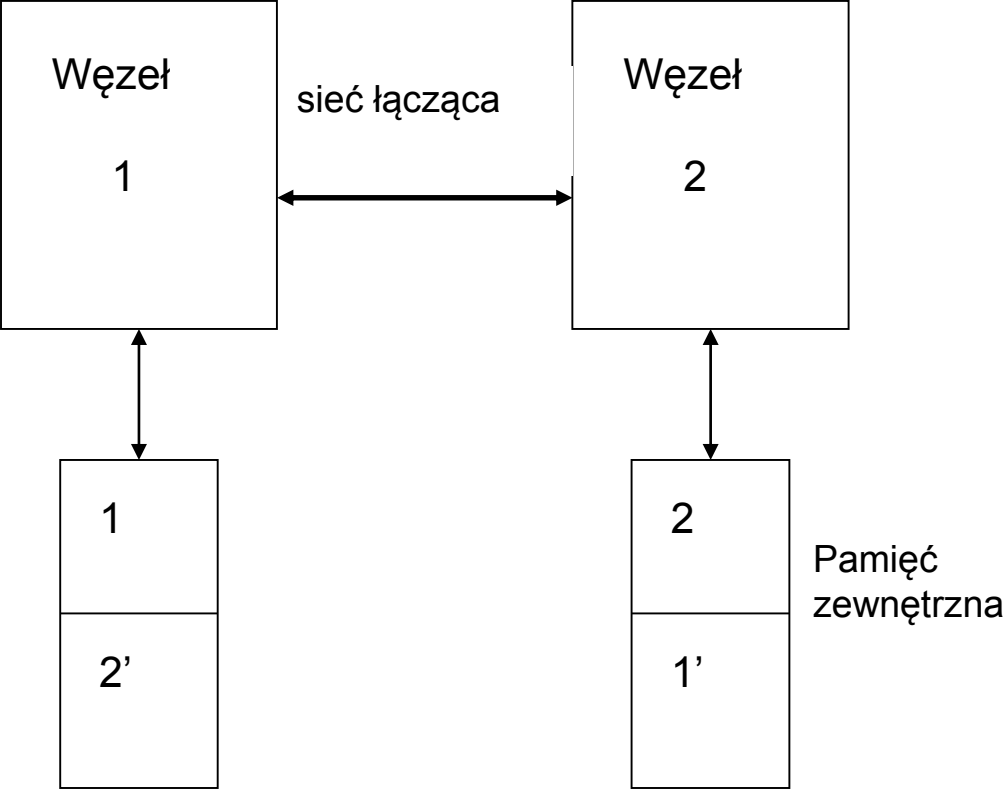 Węzeł
1
sieć łącząca
Węzeł
2
1
2’
2
1’
Pamięć
zewnętrzna